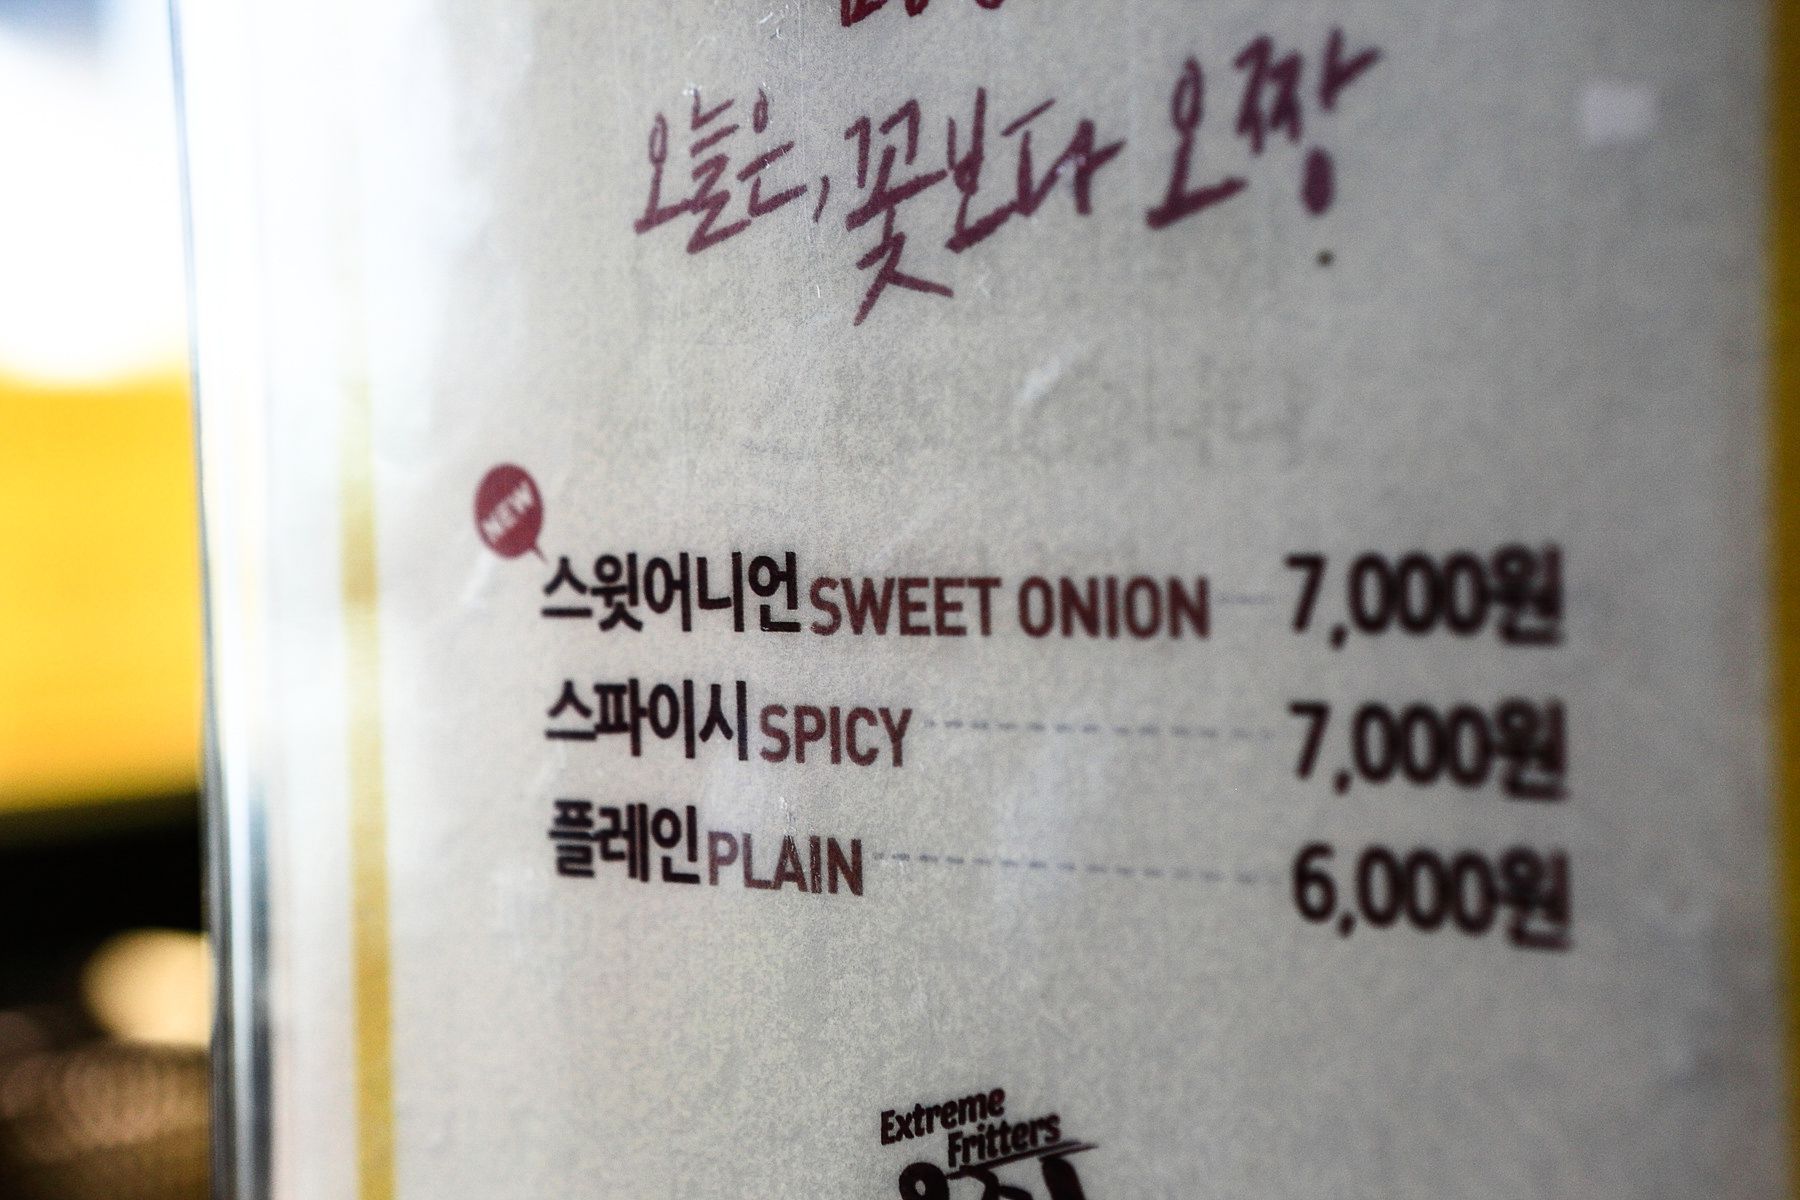 오늘은, 꽃보다 오짱
NEW
스윗어니언 SWEET ONION 7,000원
스파이시 SPICY 7,000원
플레인 PLAIN 6,000원
Extreme
Fritters